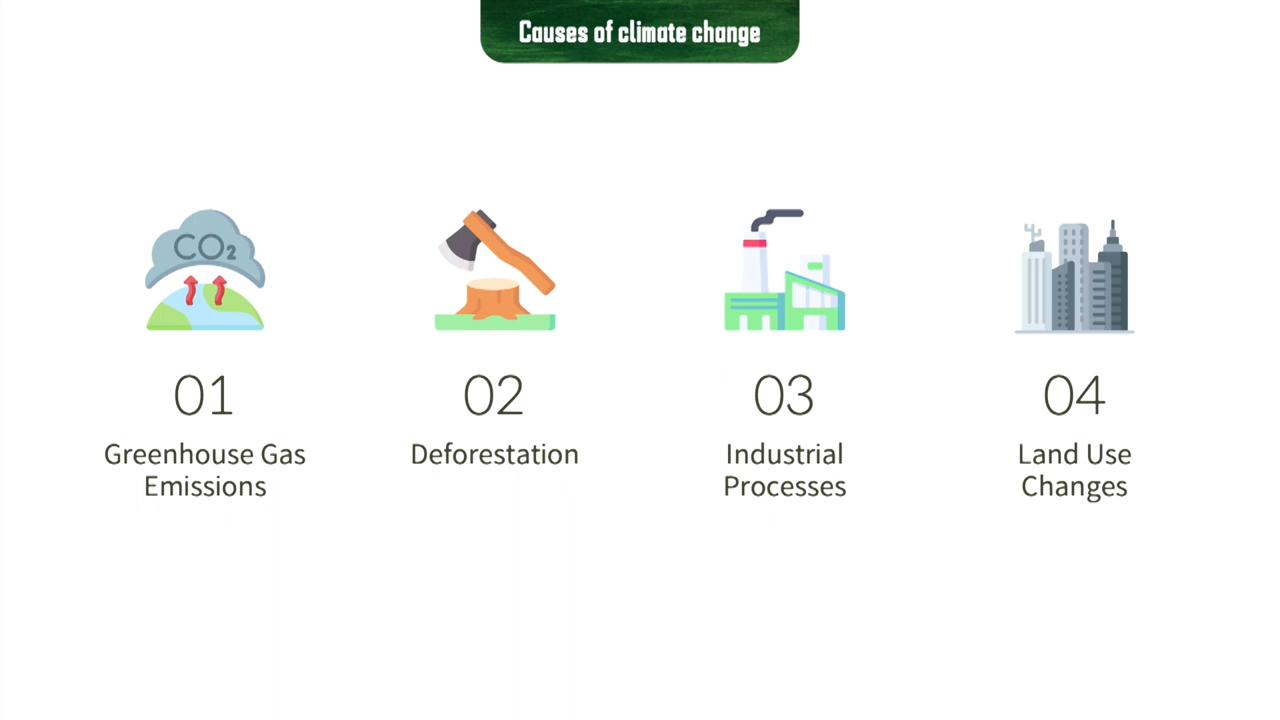 Causes of climate change
CO₂
01
Greenhouse Gas
Emissions
02
Deforestation
03
Industrial
Processes
04
Land Use
Changes